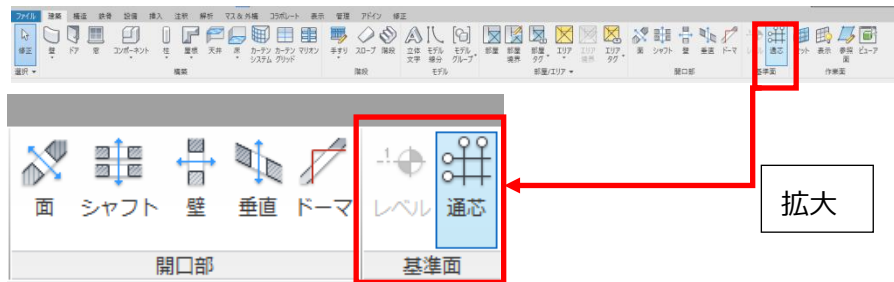 ファイル 建築 構造 鉄骨 設備 挿入 注釈 解析 マス&外構 コラボレート 表示 管理 アドイン 修正
修正 壁 ドア 窓 コンポーネント 柱 屋根 天井 床 カーテン システム カーテン グリッド マリオン 手すり スロープ 階段 立体 文字 モデル 線分 モデル グループ 部屋 部屋 境界 部屋 タグ エリア エリア 境界 エリア タグ 面 シャフト 壁 垂直 ドーマ レベル 通芯 セット 表示 参照 面 ビューア
選択 構築 階段 モデル 部屋/エリア 開口部 基準面 作業面
面 シャフト 壁 垂直 ドーマ レベル 通芯
開口部 基準面
拡大